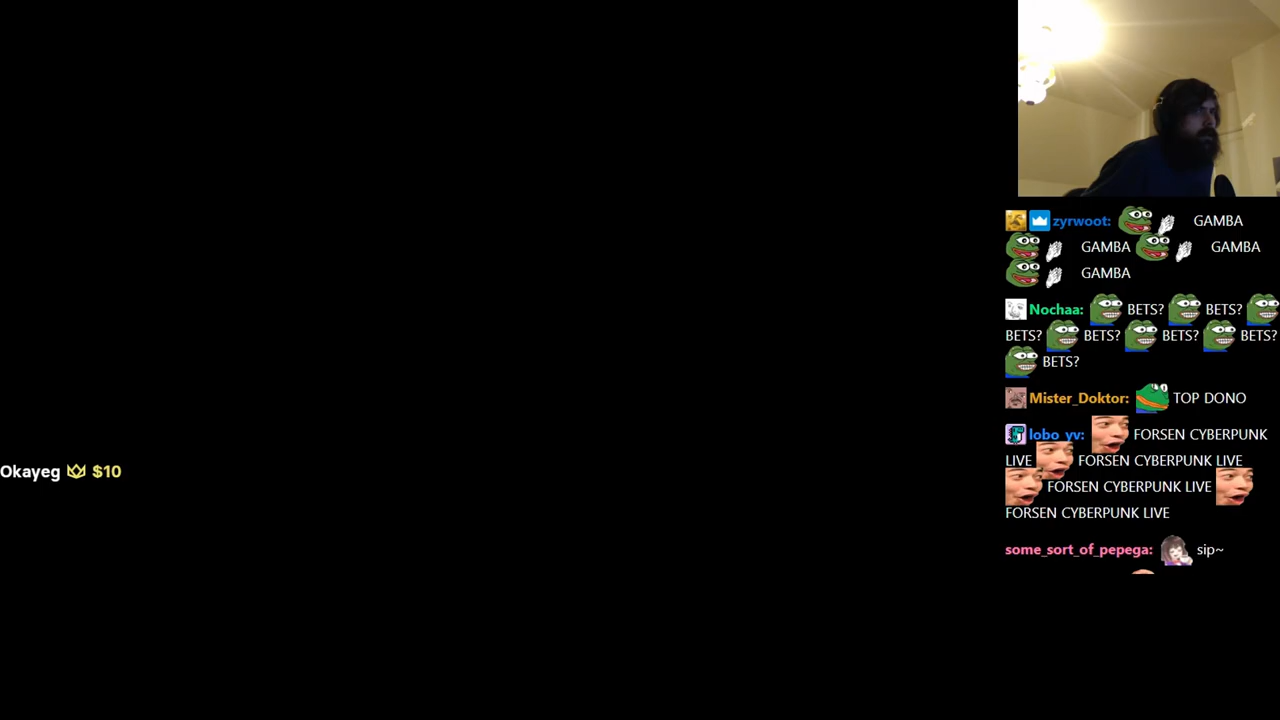 Okayeg $10
zyrwoot: GAMBA
GAMBA GAMBA
GAMBA
Nochaa: BETS? BETS?
BETS? BETS? BETS? BETS?
BETS?
Mister_Doktor: TOP DONO
lobo_yv: FORSEN CYBERPUNK
LIVE FORSEN CYBERPUNK LIVE
FORSEN CYBERPUNK LIVE
FORSEN CYBERPUNK LIVE
some_sort_of_pepega: sip~